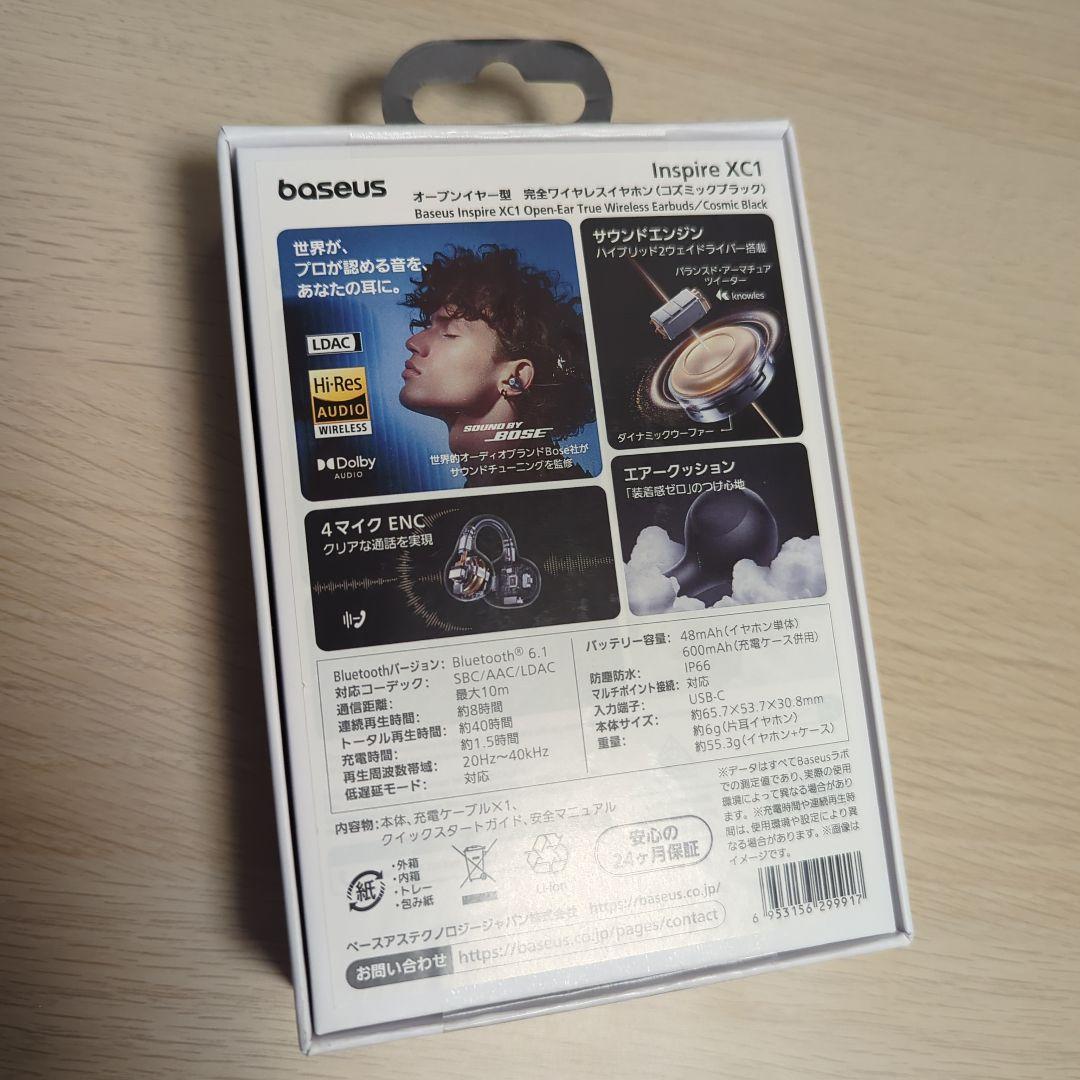 baseus
Inspire XC1
オープンイヤー型 完全ワイヤレスイヤホン(コズミックブラック)
Baseus Inspire XC1 Open-Ear True Wireless Earbuds/Cosmic Black
世界が、
プロが認める音を、
あなたの耳に。
LDAC
Hi-Res
AUDIO
WIRELESS
Dolby
AUDIO
SOUND BY
BOSE
世界的オーディオブランドBose社が
サウンドチューニングを監修
サウンドエンジン
ハイブリッド2ウェイドライバー搭載
バランスド・アーマチュア
ツイーター
knowles
ダイナミックウーファー
4マイク ENC
クリアな通話を実現
エアークッション
「装着感ゼロ」のつけ心地
Bluetoothバージョン: Bluetooth® 6.1
対応コーデック: SBC/AAC/LDAC
通信距離: 最大10m
連続再生時間: 約8時間
トータル再生時間: 約40時間
充電時間: 約1.5時間
再生周波数帯域: 20Hz~40kHz
低遅延モード: 対応
バッテリー容量: 48mAh(イヤホン単体)
600mAh(充電ケース併用)
防塵防水: IP66
マルチポイント接続: 対応
入力端子: USB-C
本体サイズ: 約65.7×53.7×30.8mm
重量: 約6g(片耳イヤホン)
約55.3g(イヤホン+ケース)
内容物:本体、充電ケーブル×1、
クイックスタートガイド、安全マニュアル
※データはすべてBaseusラボ
での測定値であり、実際の使用
環境によって異なる場合があり
ます。※充電時間や連続再生時
間は、使用環境や設定により異
なる場合があります。※画像は
イメージです。
紙
・外箱
・内箱
・トレー
・包み紙
Li-ion
安心の
24ヶ月保証
6 953156 299917
ベースアステクノロジージャパン株式会社 https://baseus.co.jp/
お問い合わせ https://baseus.co.jp/pages/contact